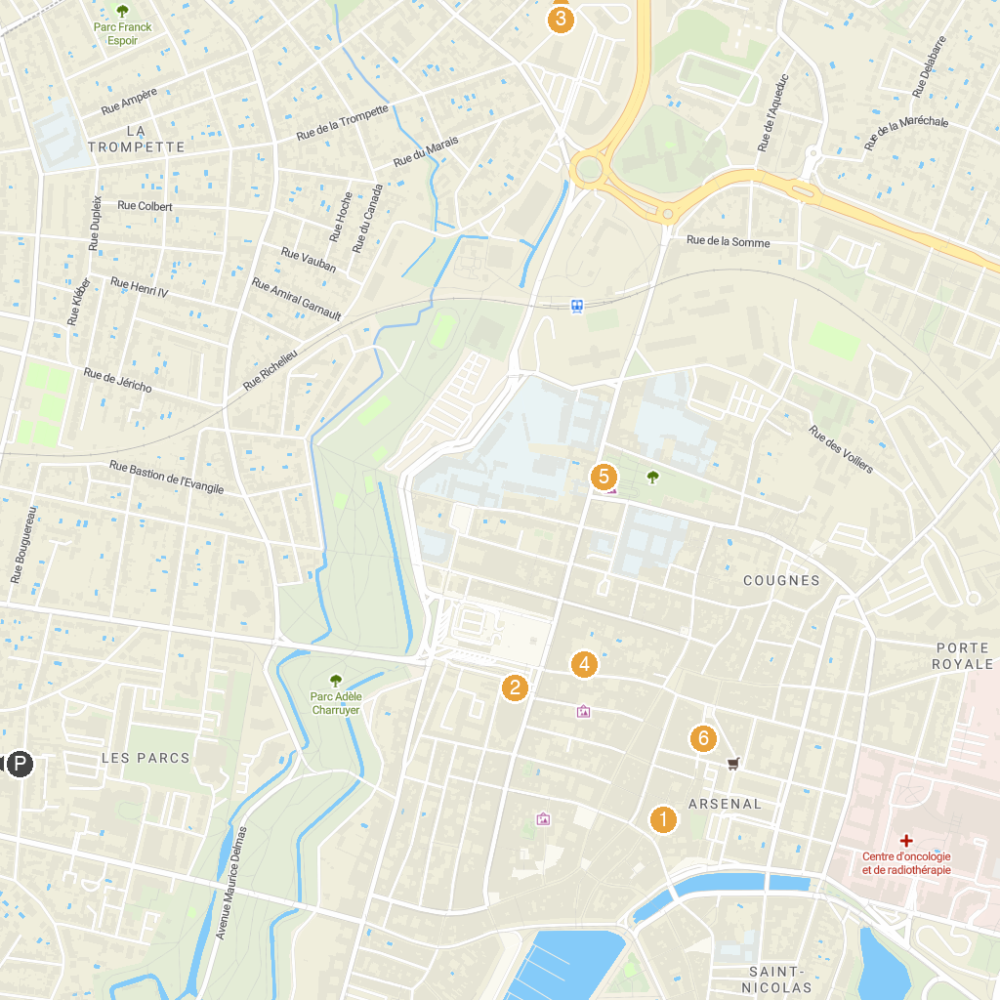 3
Parc Franck
Espoir
Rue Delabarre
Rue Ampère
Rue de la Trompette
Rue de l'Aqueduc
Rue de la Maréchale
LA
TROMPETTE
Rue du Marais
Rue Colbert
Rue Dupleix
Rue Hoche
Rue du Canada
Rue de la Somme
Rue Vauban
Rue Henri IV
Rue Amiral Garnault
Rue Kléber
Rue Richelieu
Rue de Jéricho
Rue des Voiliers
Rue Bastion de l'Evangile
5
Rue Bouguereau
COUGNES
PORTE
ROYALE
4
2
Parc Adèle
Charruyer
6
P
LES PARCS
ARSENAL
1
Centre d'oncologie
et de radiothérapie
Avenue Maurice Delmas
SAINT-
NICOLAS